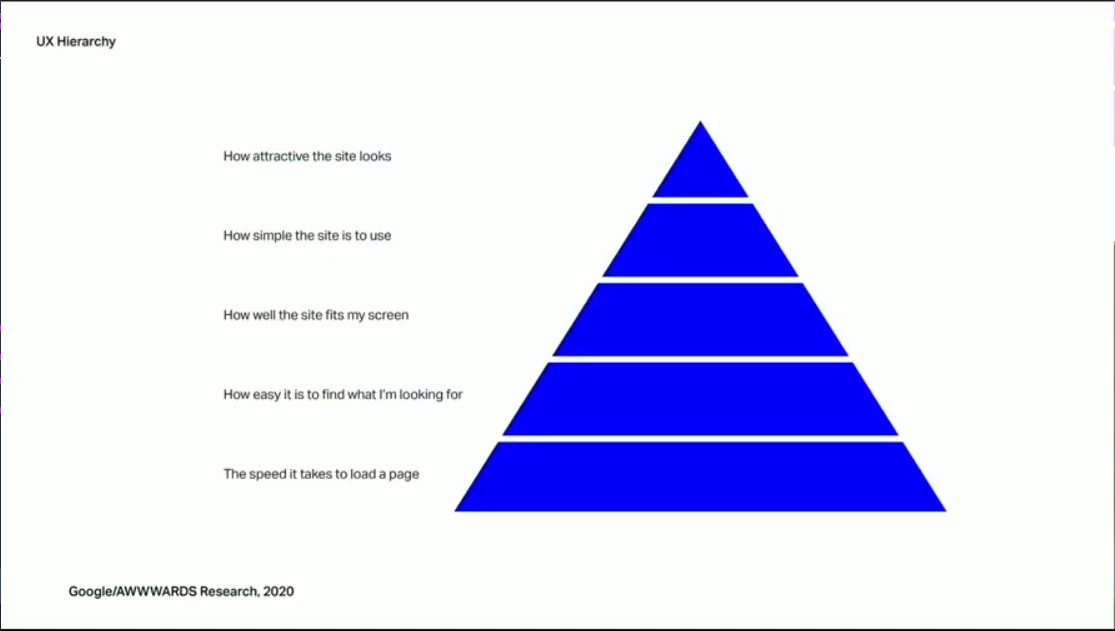 UX Hierarchy
How attractive the site looks
How simple the site is to use
How well the site fits my screen
How easy it is to find what I'm looking for
The speed it takes to load a page
Google/AWWWARDS Research, 2020